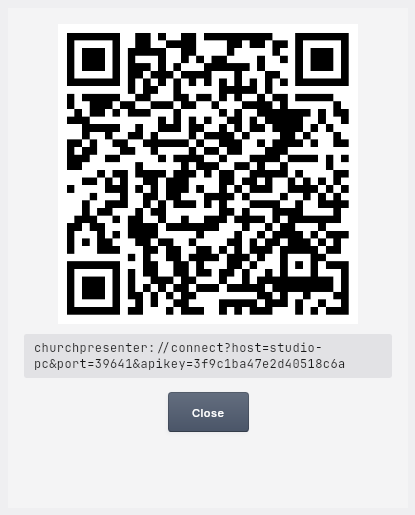 churchpresenter://connect?host=studio-
pc&port=39641&apikey=3f9c1ba47e2d40518c6a
Close